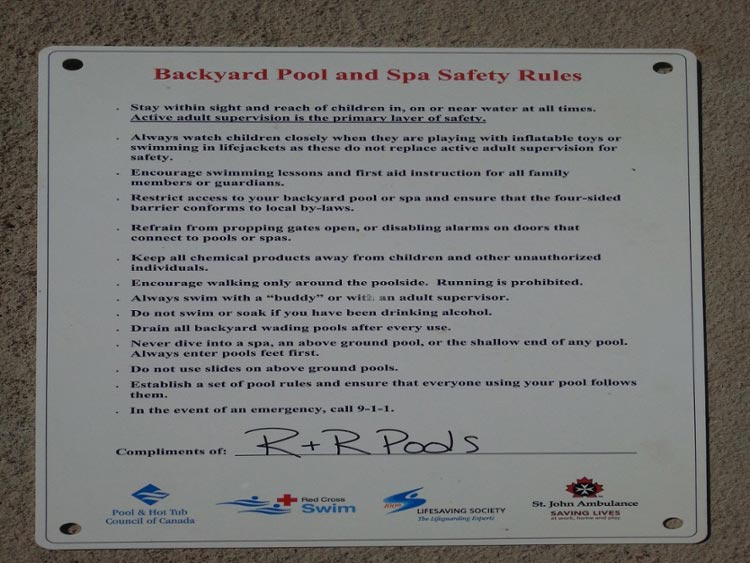 Backyard Pool and Spa Safety Rules
. Stay within sight and reach of children in, on or near water at all times.
Active adult supervision is the primary layer of safety.
. Always watch children closely when they are playing with inflatable toys or
swimming in lifejackets as these do not replace active adult supervision for
safety.
. Encourage swimming lessons and first aid instruction for all family
members or guardians.
. Restrict access to your backyard pool or spa and ensure that the four-sided
barrier conforms to local by-laws.
. Refrain from propping gates open, or disabling alarms on doors that
connect to pools or spas.
. Keep all chemical products away from children and other unauthorized
individuals.
. Encourage walking only around the poolside. Running is prohibited.
. Always swim with a “buddy” or with an adult supervisor.
. Do not swim or soak if you have been drinking alcohol.
. Drain all backyard wading pools after every use.
. Never dive into a spa, an above ground pool, or the shallow end of any pool.
Always enter pools feet first.
. Do not use slides on above ground pools.
. Establish a set of pool rules and ensure that everyone using your pool follows
them.
. In the event of an emergency, call 9-1-1.
Compliments of: R+R Pools
Pool & Hot Tub
Council of Canada
Red Cross
Swim
LIFESAVING SOCIETY
The Lifeguarding Experts
St. John Ambulance
SAVING LIVES
at work, home and play